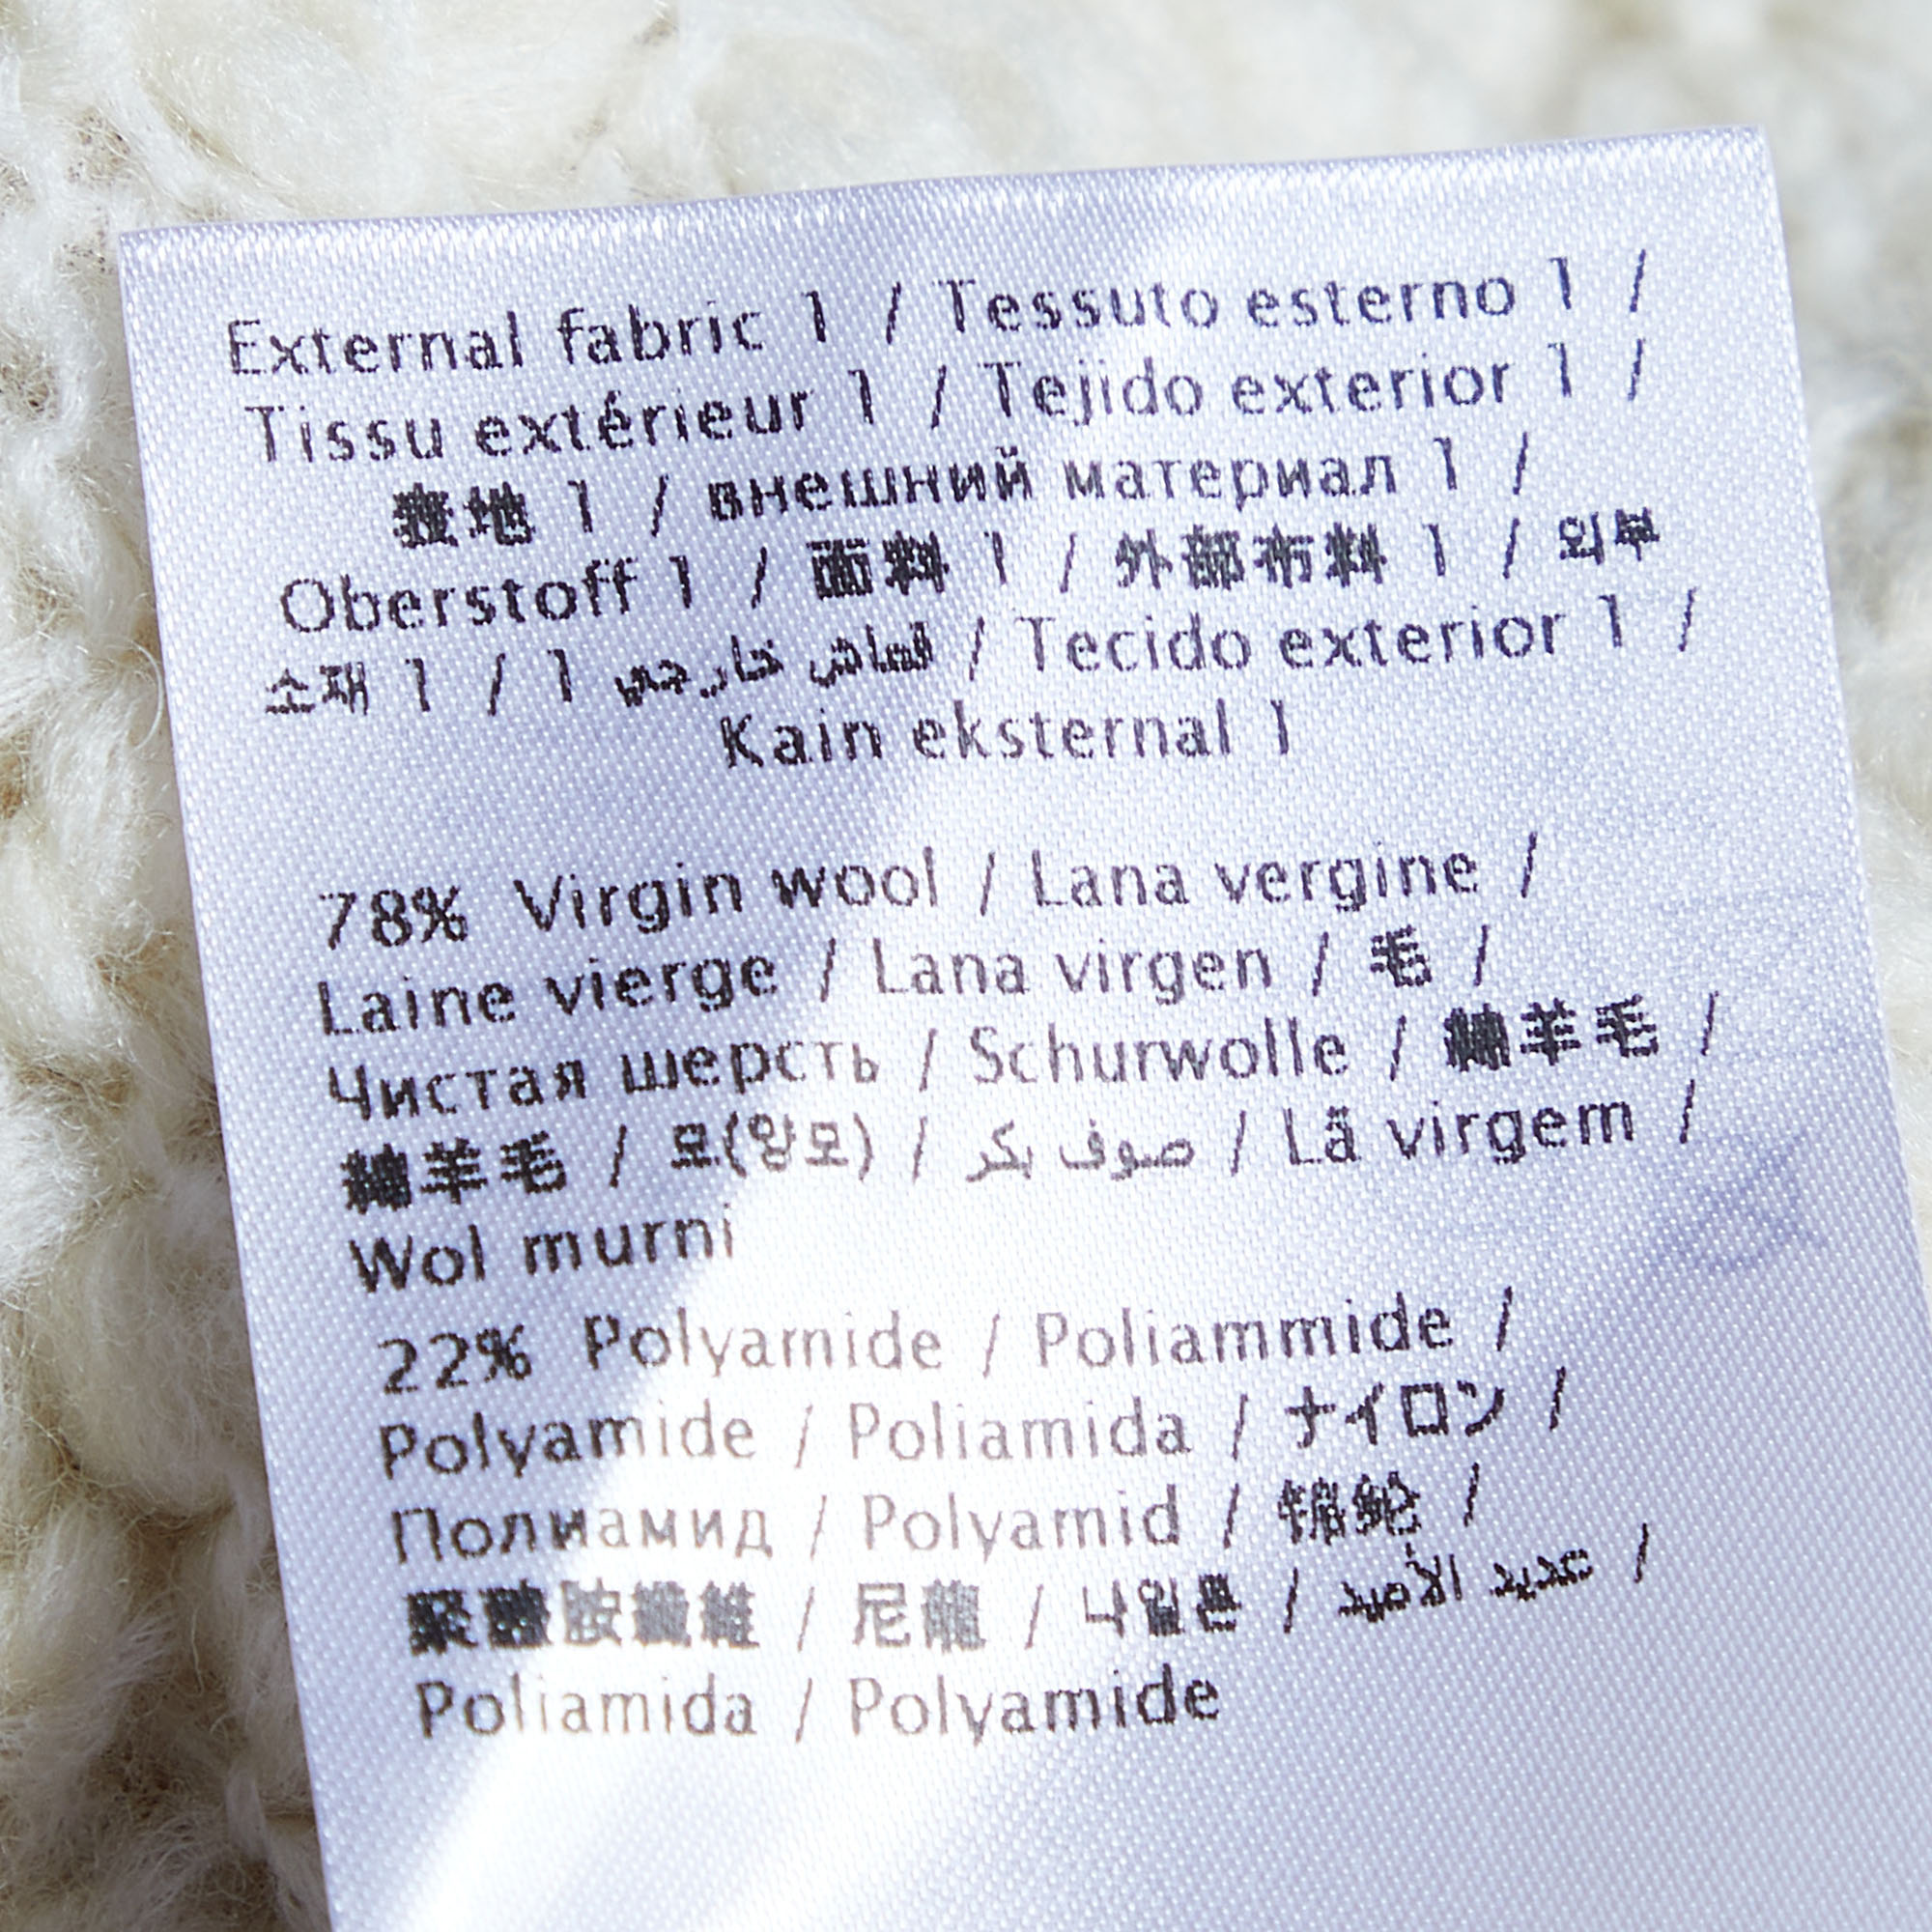 External fabric 1 / Tessuto esterno 1 /
Tissu extérieur 1 / Tejido exterior 1 /
表地 1 / внешний материал 1 /
Oberstoff 1 / 面料 1 / 外部布料 1 / 외부
소재 1 / 1 قماش خارجي / Tecido exterior 1 /
Kain eksternal 1
78% Virgin wool / Lana vergine /
Laine vierge / Lana virgen / 毛 /
Чистая шерсть / Schurwolle / 綿羊毛 /
綿羊毛 / 모(양모) / صوف بكر / Lã virgem /
Wol murni
22% Polyamide / Poliammide /
Polyamide / Poliamida / ナイロン /
Полиамид / Polyamid / 锦纶 /
聚醯胺纖維 / 尼龍 / 나일론 / عديد الأميد /
Poliamida / Polyamide